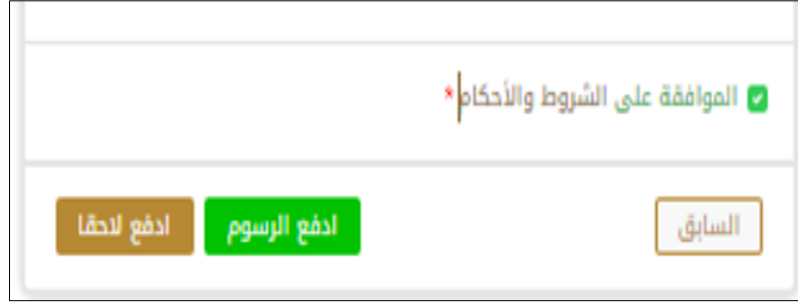 الموافقة على الشروط والأحكام*
السابق ادفع الرسوم ادفع لاحقا